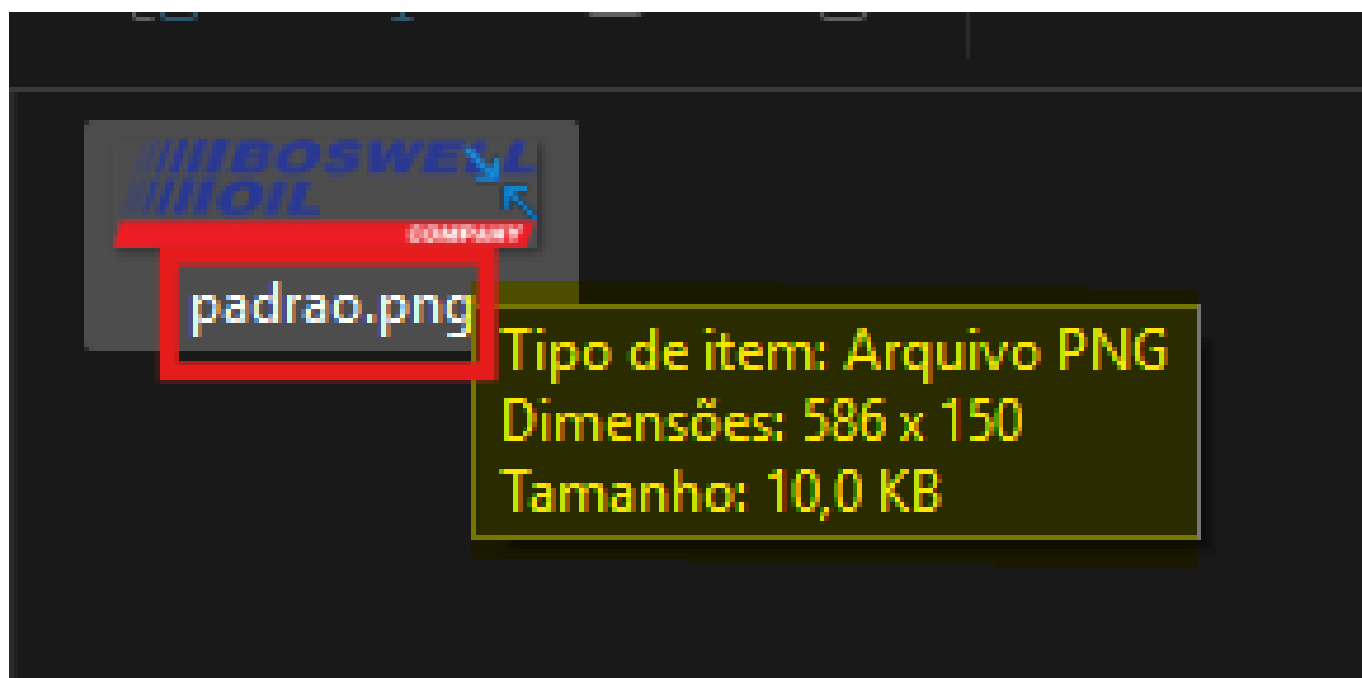 BOSWELL
OIL
COMPANY
padrao.png
Tipo de item: Arquivo PNG
Dimensões: 586 x 150
Tamanho: 10,0 KB